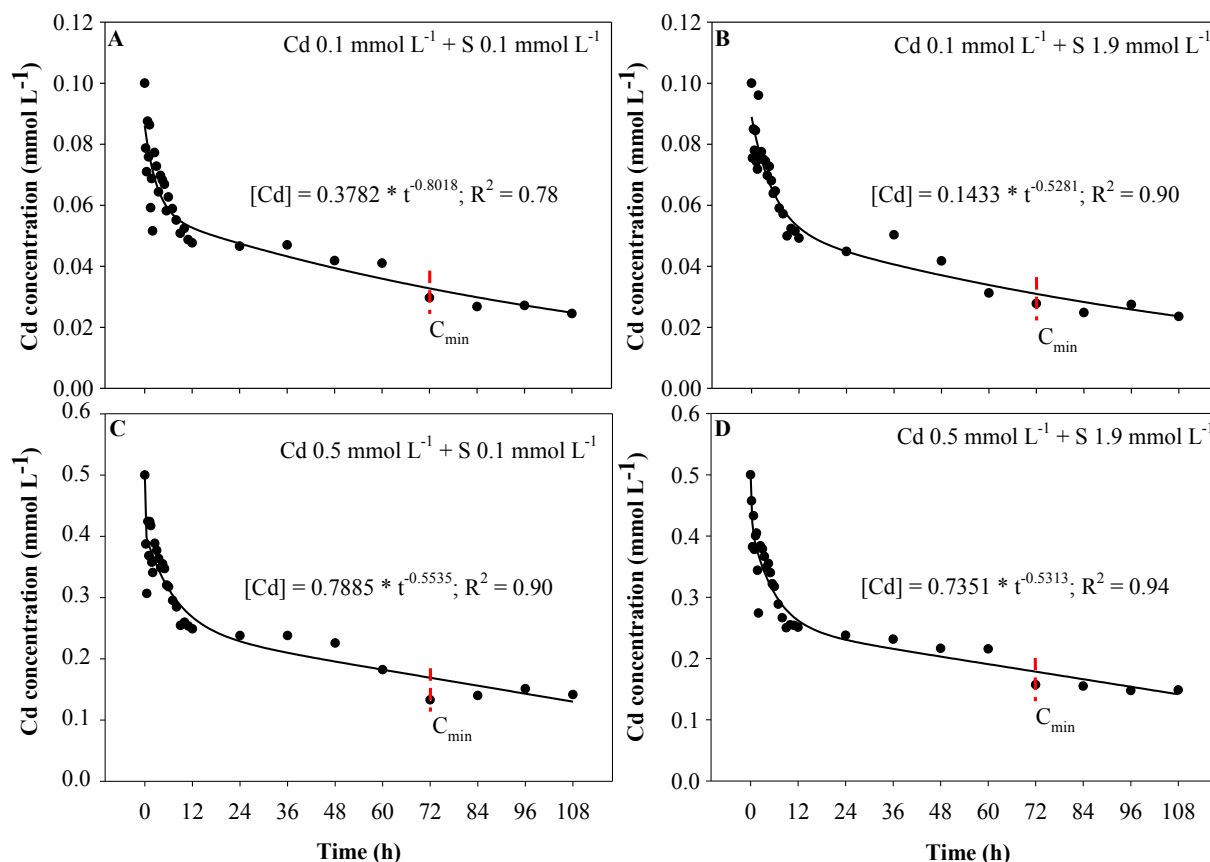 A
Cd 0.1 mmol L⁻¹ + S 0.1 mmol L⁻¹
[Cd] = 0.3782 * t⁻⁰·⁸⁰¹⁸; R² = 0.78
Cmin
Cd concentration (mmol L⁻¹)
0.12
0.10
0.08
0.06
0.04
0.02
0.00
B
Cd 0.1 mmol L⁻¹ + S 1.9 mmol L⁻¹
[Cd] = 0.1433 * t⁻⁰·⁵²⁸¹; R² = 0.90
Cmin
Cd concentration (mmol L⁻¹)
0.12
0.10
0.08
0.06
0.04
0.02
0.00
C
Cd 0.5 mmol L⁻¹ + S 0.1 mmol L⁻¹
[Cd] = 0.7885 * t⁻⁰·⁵⁵³⁵; R² = 0.90
Cmin
Cd concentration (mmol L⁻¹)
0.6
0.5
0.4
0.3
0.2
0.1
0.0
0 12 24 36 48 60 72 84 96 108
Time (h)
D
Cd 0.5 mmol L⁻¹ + S 1.9 mmol L⁻¹
[Cd] = 0.7351 * t⁻⁰·⁵³¹³; R² = 0.94
Cmin
Cd concentration (mmol L⁻¹)
0.6
0.5
0.4
0.3
0.2
0.1
0.0
0 12 24 36 48 60 72 84 96 108
Time (h)